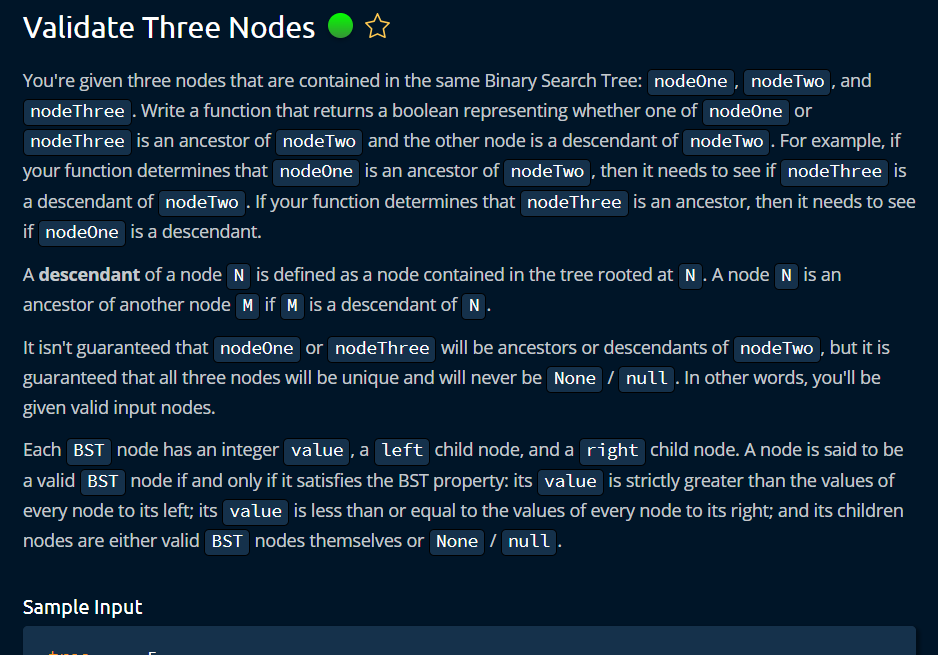 Validate Three Nodes
You're given three nodes that are contained in the same Binary Search Tree: nodeOne , nodeTwo , and
nodeThree . Write a function that returns a boolean representing whether one of nodeOne or
nodeThree is an ancestor of nodeTwo and the other node is a descendant of nodeTwo . For example, if
your function determines that nodeOne is an ancestor of nodeTwo , then it needs to see if nodeThree is
a descendant of nodeTwo . If your function determines that nodeThree is an ancestor, then it needs to see
if nodeOne is a descendant.
A descendant of a node N is defined as a node contained in the tree rooted at N . A node N is an
ancestor of another node M if M is a descendant of N .
It isn't guaranteed that nodeOne or nodeThree will be ancestors or descendants of nodeTwo , but it is
guaranteed that all three nodes will be unique and will never be None / null . In other words, you'll be
given valid input nodes.
Each BST node has an integer value , a left child node, and a right child node. A node is said to be
a valid BST node if and only if it satisfies the BST property: its value is strictly greater than the values of
every node to its left; its value is less than or equal to the values of every node to its right; and its children
nodes are either valid BST nodes themselves or None / null .
Sample Input